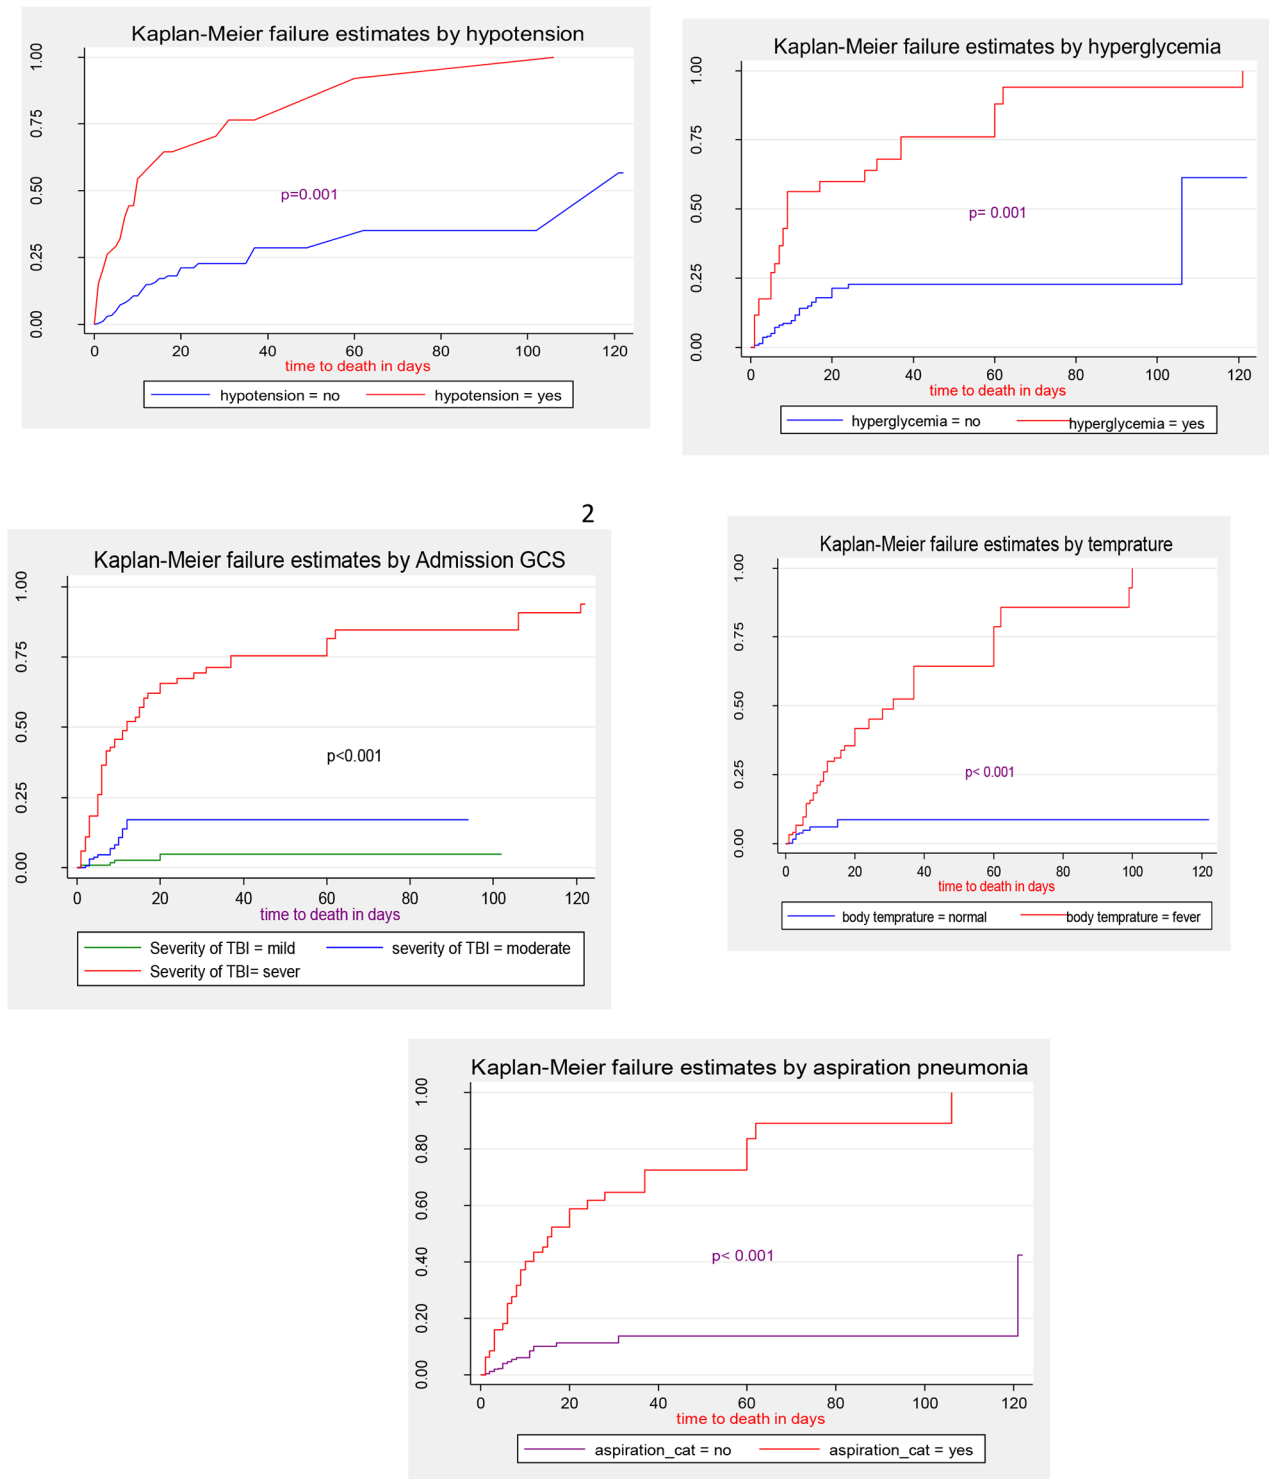 Kaplan-Meier failure estimates by hypotension
1.00
0.75
0.50
0.25
0.00
p=0.001
0 20 40 60 80 100 120
time to death in days
hypotension = no hypotension = yes
Kaplan-Meier failure estimates by hyperglycemia
1.00
0.75
0.50
0.25
0.00
p= 0.001
0 20 40 60 80 100 120
time to death in days
hyperglycemia = no hyperglycemia = yes
2
Kaplan-Meier failure estimates by Admission GCS
1.00
0.75
0.50
0.25
0.00
p<0.001
0 20 40 60 80 100 120
time to death in days
Severity of TBI = mild severity of TBI = moderate
Severity of TBI= sever
Kaplan-Meier failure estimates by temprature
1.00
0.75
0.50
0.25
0.00
p< 0.001
0 20 40 60 80 100 120
time to death in days
body temprature = normal body temprature = fever
Kaplan-Meier failure estimates by aspiration pneumonia
1.00
0.80
0.60
0.40
0.20
0.00
p< 0.001
0 20 40 60 80 100 120
time to death in days
aspiration_cat = no aspiration_cat = yes